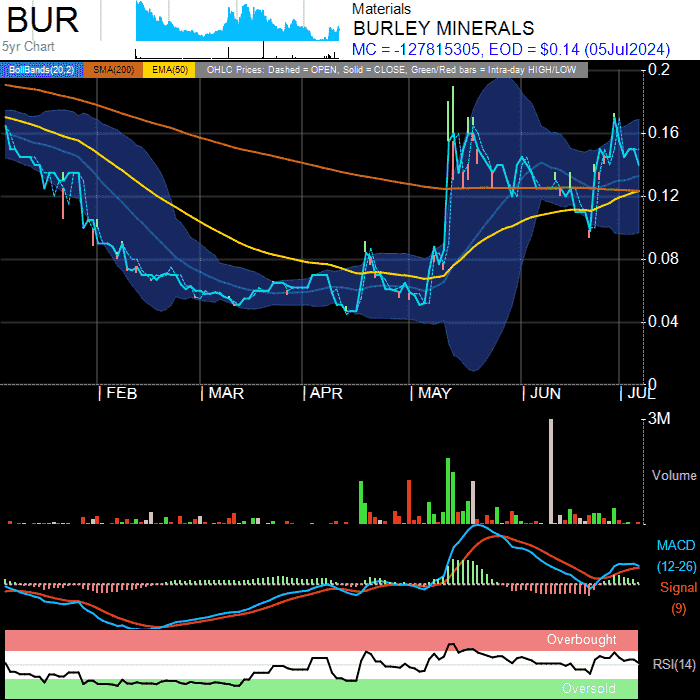 BUR
5yr Chart
Materials
BURLEY MINERALS
MC = -127815305, EOD = $0.14 (05Jul2024)
BollBands(20,2) SMA(200) EMA(50) OHLC Prices: Dashed = OPEN, Solid = CLOSE, Green/Red bars = Intra-day HIGH/LOW
0.2
0.16
0.12
0.08
0.04
0
FEB MAR APR MAY JUN JUL
3M
Volume
MACD
(12-26)
Signal
(9)
Overbought
RSI(14)
Oversold